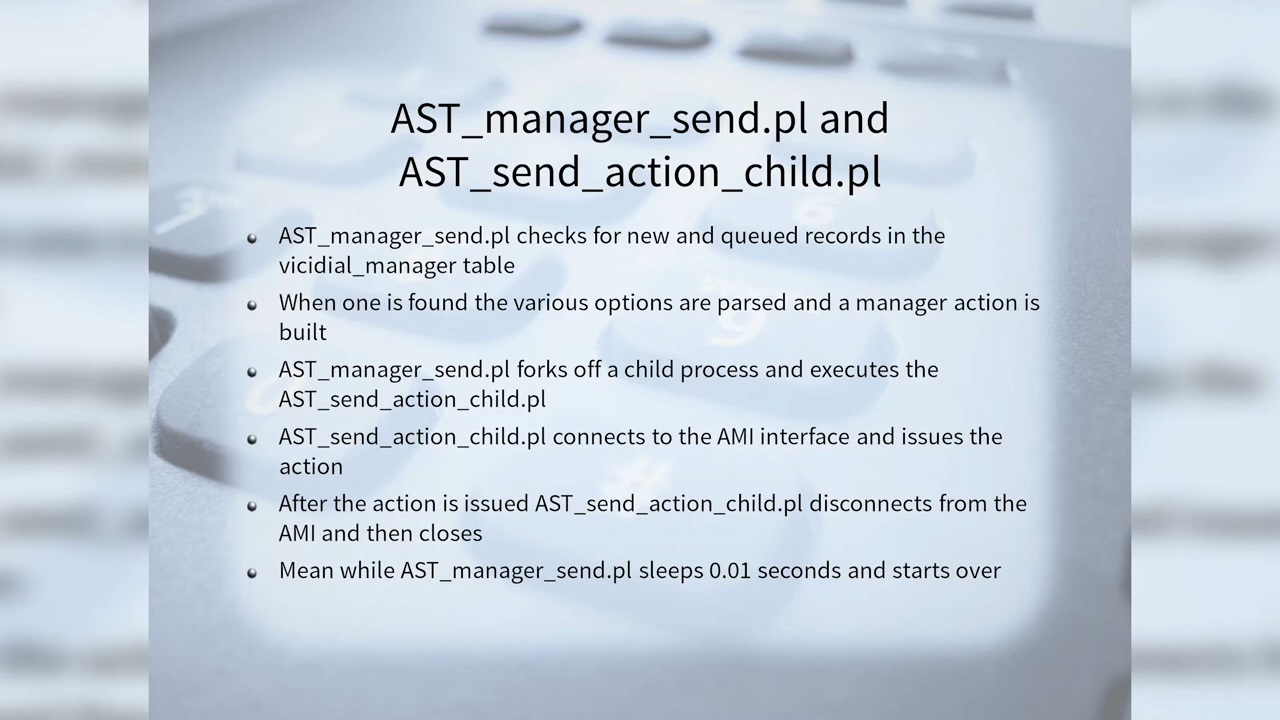 AST_manager_send.pl and
AST_send_action_child.pl
AST_manager_send.pl checks for new and queued records in the
vicidial_manager table
When one is found the various options are parsed and a manager action is
built
AST_manager_send.pl forks off a child process and executes the
AST_send_action_child.pl
AST_send_action_child.pl connects to the AMI interface and issues the
action
After the action is issued AST_send_action_child.pl disconnects from the
AMI and then closes
Mean while AST_manager_send.pl sleeps 0.01 seconds and starts over